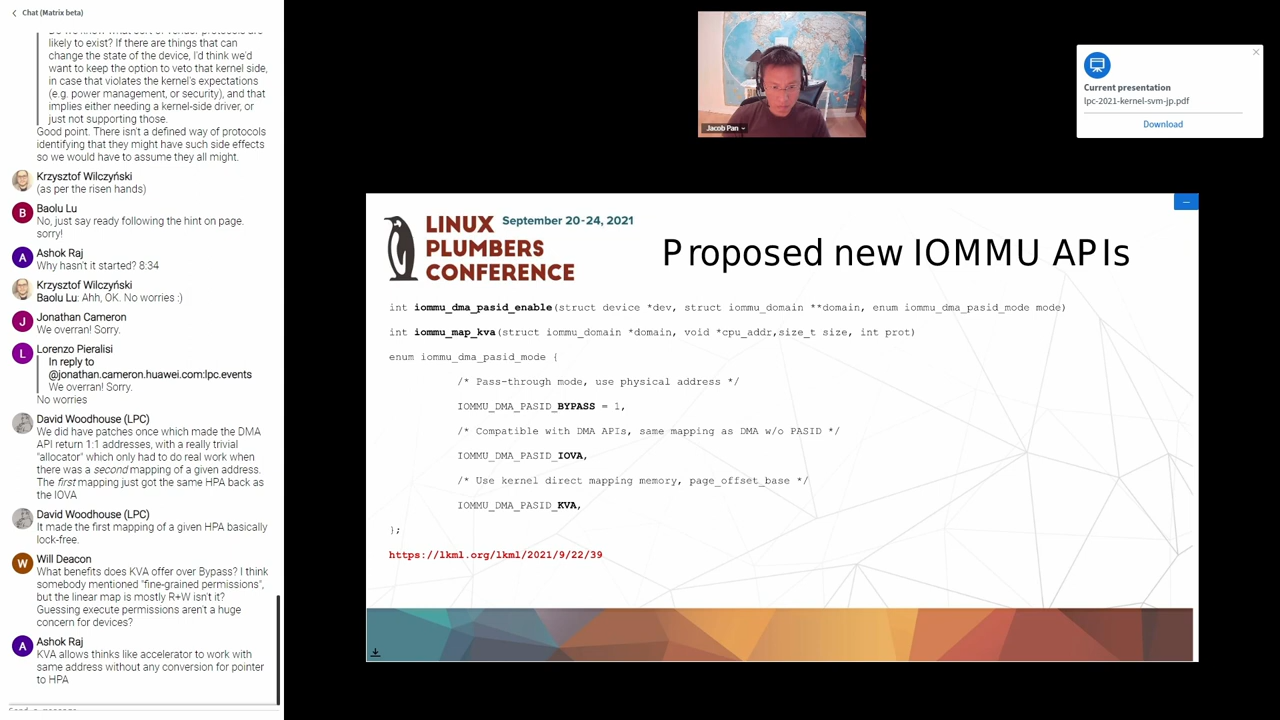 Chat (Matrix beta)
likely to exist? If there are things that can
change the state of the device, I'd think we'd
want to keep the option to veto that kernel side,
in case that violates the kernel's expectations
(e.g. power management, or security), and that
implies either needing a kernel-side driver, or
just not supporting those.
Good point. There isn't a defined way of protocols
identifying that they might have such side effects
so we would have to assume they all might.
Krzysztof Wilczyński
(as per the risen hands)
B
Baolu Lu
No, just say ready following the hint on page.
sorry!
A
Ashok Raj
Why hasn't it started? 8:34
Krzysztof Wilczyński
Baolu Lu: Ahh, OK. No worries :)
J
Jonathan Cameron
We overran! Sorry.
L
Lorenzo Pieralisi
In reply to
@jonathan.cameron.huawei.com:lpc.events
We overran! Sorry.
No worries
David Woodhouse (LPC)
We did have patches once which made the DMA
API return 1:1 addresses, with a really trivial
"allocator" which only had to do real work when
there was a second mapping of a given address.
The first mapping just got the same HPA back as
the IOVA
David Woodhouse (LPC)
It made the first mapping of a given HPA basically
lock-free.
W
Will Deacon
What benefits does KVA offer over Bypass? I think
somebody mentioned "fine-grained permissions",
but the linear map is mostly R+W isn't it?
Guessing execute permissions aren't a huge
concern for devices?
A
Ashok Raj
KVA allows thinks like accelerator to work with
same address without any conversion for pointer
to HPA
Jacob Pan
Current presentation
lpc-2021-kernel-svm-jp.pdf
Download
LINUX
PLUMBERS
CONFERENCE
September 20-24, 2021
Proposed new IOMMU APIs
int iommu_dma_pasid_enable(struct device *dev, struct iommu_domain **domain, enum iommu_dma_pasid_mode mode)
int iommu_map_kva(struct iommu_domain *domain, void *cpu_addr,size_t size, int prot)
enum iommu_dma_pasid_mode {
/* Pass-through mode, use physical address */
IOMMU_DMA_PASID_BYPASS = 1,
/* Compatible with DMA APIs, same mapping as DMA w/o PASID */
IOMMU_DMA_PASID_IOVA,
/* Use kernel direct mapping memory, page_offset_base */
IOMMU_DMA_PASID_KVA,
};
https://lkml.org/lkml/2021/9/22/39